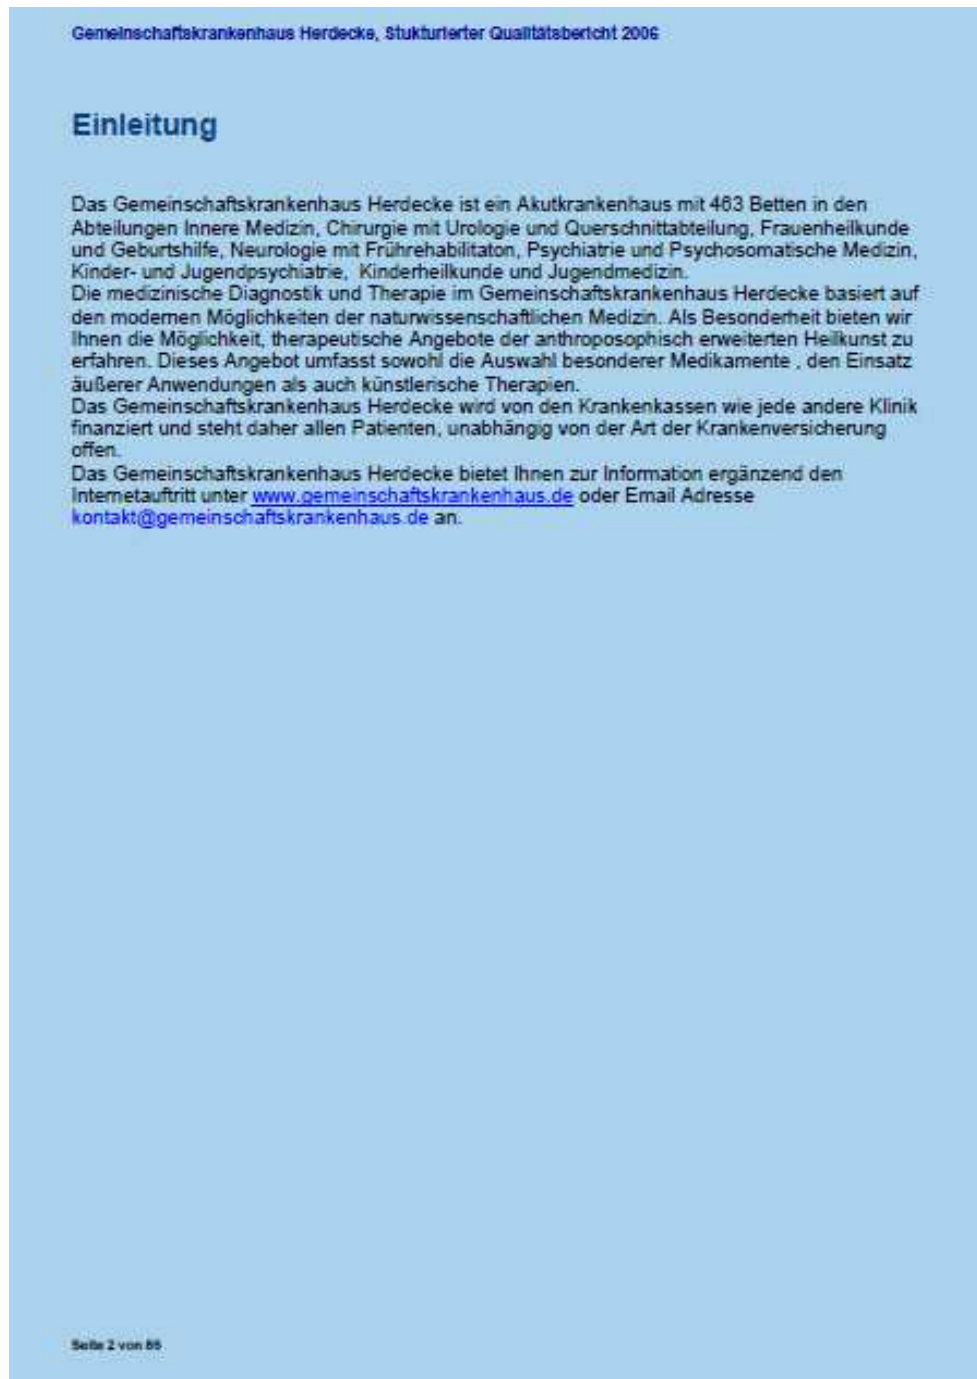 Gemeinschaftskrankenhaus Herdecke, Stukturierter Qualitätsbericht 2006
Einleitung
Das Gemeinschaftskrankenhaus Herdecke ist ein Akutkrankenhaus mit 463 Betten in den
Abteilungen Innere Medizin, Chirurgie mit Urologie und Querschnittabteilung, Frauenheilkunde
und Geburtshilfe, Neurologie mit Frührehabilitaton, Psychiatrie und Psychosomatische Medizin,
Kinder- und Jugendpsychiatrie, Kinderheilkunde und Jugendmedizin.
Die medizinische Diagnostik und Therapie im Gemeinschaftskrankenhaus Herdecke basiert auf
den modernen Möglichkeiten der naturwissenschaftlichen Medizin. Als Besonderheit bieten wir
Ihnen die Möglichkeit, therapeutische Angebote der anthroposophisch erweiterten Heilkunst zu
erfahren. Dieses Angebot umfasst sowohl die Auswahl besonderer Medikamente , den Einsatz
äußerer Anwendungen als auch künstlerische Therapien.
Das Gemeinschaftskrankenhaus Herdecke wird von den Krankenkassen wie jede andere Klinik
finanziert und steht daher allen Patienten, unabhängig von der Art der Krankenversicherung
offen.
Das Gemeinschaftskrankenhaus Herdecke bietet Ihnen zur Information ergänzend den
Internetauftritt unter www.gemeinschaftskrankenhaus.de oder Email Adresse
kontakt@gemeinschaftskrankenhaus.de an.
Seite 2 von